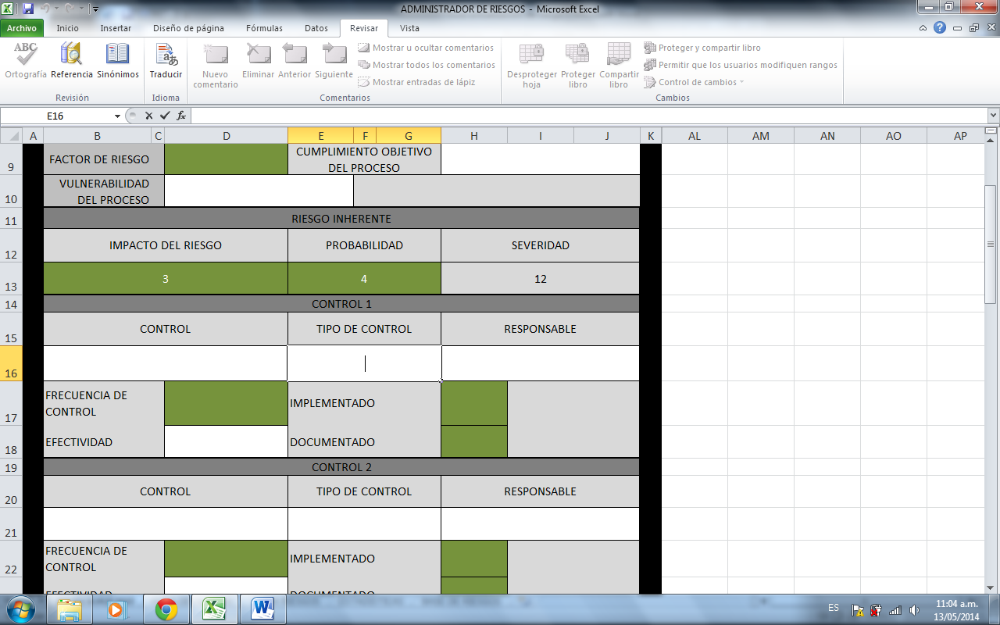 ADMINISTRADOR DE RIESGOS - Microsoft Excel
Archivo Inicio Insertar Diseño de página Fórmulas Datos Revisar Vista
ABC
Ortografía Referencia Sinónimos
Revisión
Traducir
Idioma
Nuevo comentario
Eliminar Anterior Siguiente
Mostrar u ocultar comentarios
Mostrar todos los comentarios
Mostrar entradas de lápiz
Comentarios
Desproteger hoja
Proteger libro
Compartir libro
Proteger y compartir libro
Permitir que los usuarios modifiquen rangos
Control de cambios
Cambios
E16 fx
A B C D E F G H I J K AL AM AN AO AP
9 FACTOR DE RIESGO CUMPLIMIENTO OBJETIVO
DEL PROCESO
10 VULNERABILIDAD
DEL PROCESO
11 RIESGO INHERENTE
12 IMPACTO DEL RIESGO PROBABILIDAD SEVERIDAD
13 3 4 12
14 CONTROL 1
15 CONTROL TIPO DE CONTROL RESPONSABLE
16
17 FRECUENCIA DE
CONTROL IMPLEMENTADO
18 EFECTIVIDAD DOCUMENTADO
19 CONTROL 2
20 CONTROL TIPO DE CONTROL RESPONSABLE
21
22 FRECUENCIA DE
CONTROL IMPLEMENTADO
EFECTIVIDAD DOCUMENTADO
ES 11:04 a.m.
13/05/2014